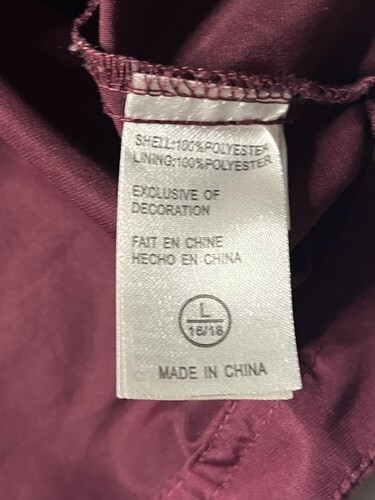 SHELL:100%POLYESTER
LINING:100%POLYESTER
EXCLUSIVE OF
DECORATION
FAIT EN CHINE
HECHO EN CHINA
L
16/18
MADE IN CHINA